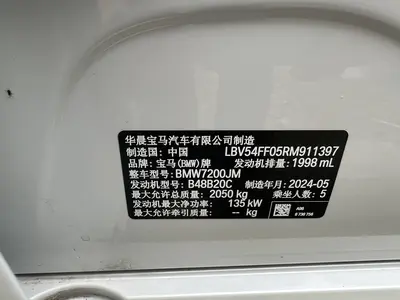 华晨宝马汽车有限公司制造
制造国: 中国 LBV54FF05RM911397
品牌: 宝马(BMW)牌 发动机排量: 1998 mL
整车型号: BMW7200JM
发动机型号: B48B20C 制造年月: 2024-05
最大允许总质量: 2050 kg 乘坐人数: 5
发动机最大净功率: 135 kW
最大允许牵引质量: -- kg